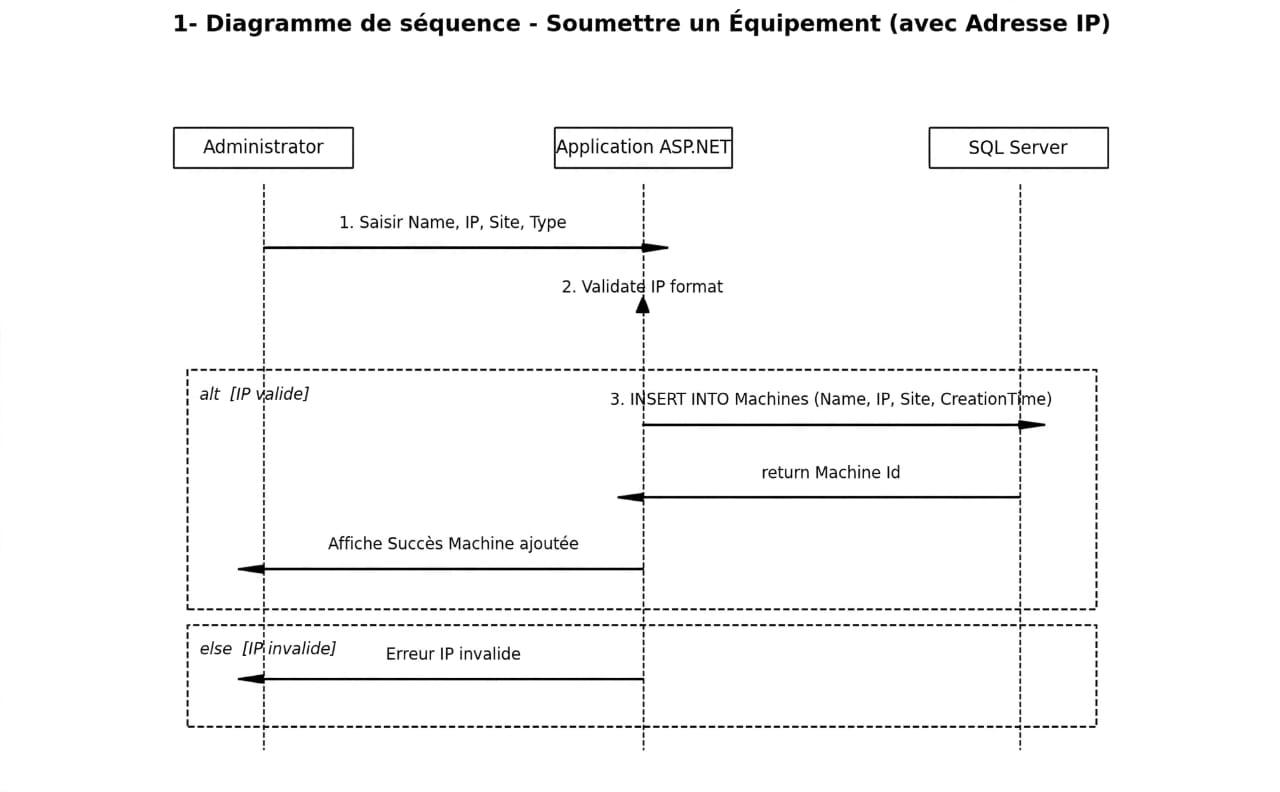 1- Diagramme de séquence - Soumettre un Équipement (avec Adresse IP)
Administrator
Application ASP.NET
SQL Server
1. Saisir Name, IP, Site, Type
2. Validate IP format
alt [IP valide]
3. INSERT INTO Machines (Name, IP, Site, CreationTime)
return Machine Id
Affiche Succès Machine ajoutée
else [IP invalide]
Erreur IP invalide